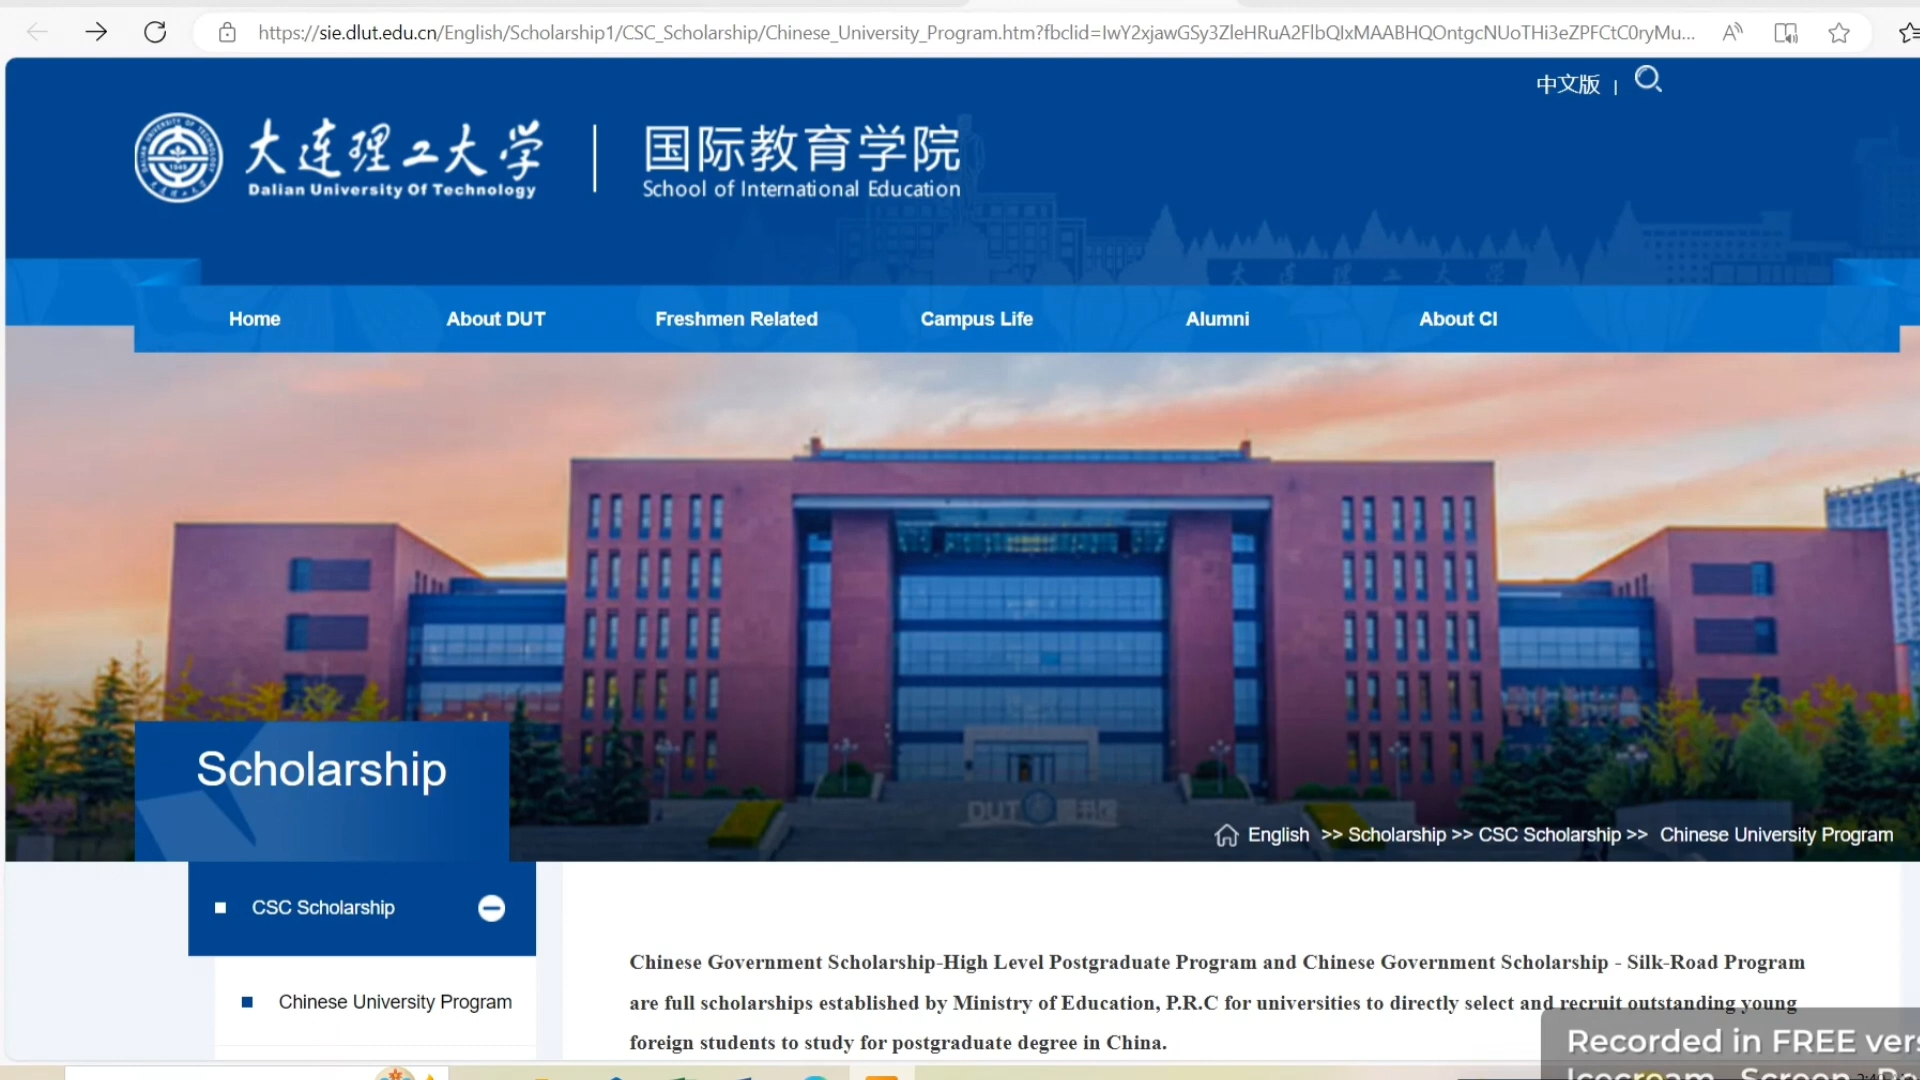 https://sie.dlut.edu.cn/English/Scholarship1/CSC_Scholarship/Chinese_University_Program.htm?fbclid=IwY2xjawGSy3ZleHRuA2FlbQIxMAABHQOntgcNUoTHi3eZPFCtC0ryMu...
中文版 |
大连理工大学
Dalian University Of Technology
国际教育学院
School of International Education
Home About DUT Freshmen Related Campus Life Alumni About CI
Scholarship
English >> Scholarship >> CSC Scholarship >> Chinese University Program
CSC Scholarship
Chinese University Program
Chinese Government Scholarship-High Level Postgraduate Program and Chinese Government Scholarship - Silk-Road Program
are full scholarships established by Ministry of Education, P.R.C for universities to directly select and recruit outstanding young
foreign students to study for postgraduate degree in China.
Recorded in FREE vers
Icecream Screen Re